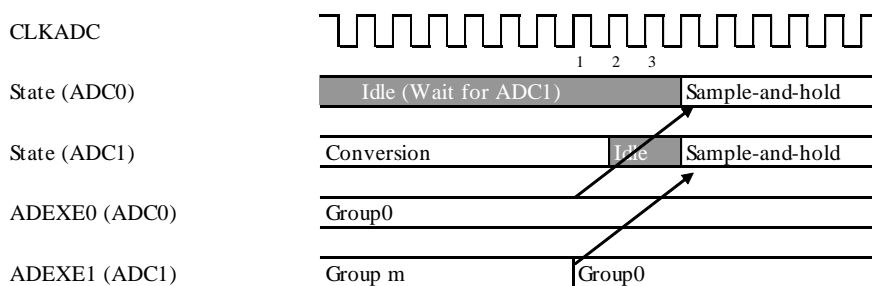 CLKADC
1 2 3
State (ADC0) Idle (Wait for ADC1) Sample-and-hold
State (ADC1) Conversion Idle Sample-and-hold
ADEXE0 (ADC0) Group0
ADEXE1 (ADC1) Group m Group0